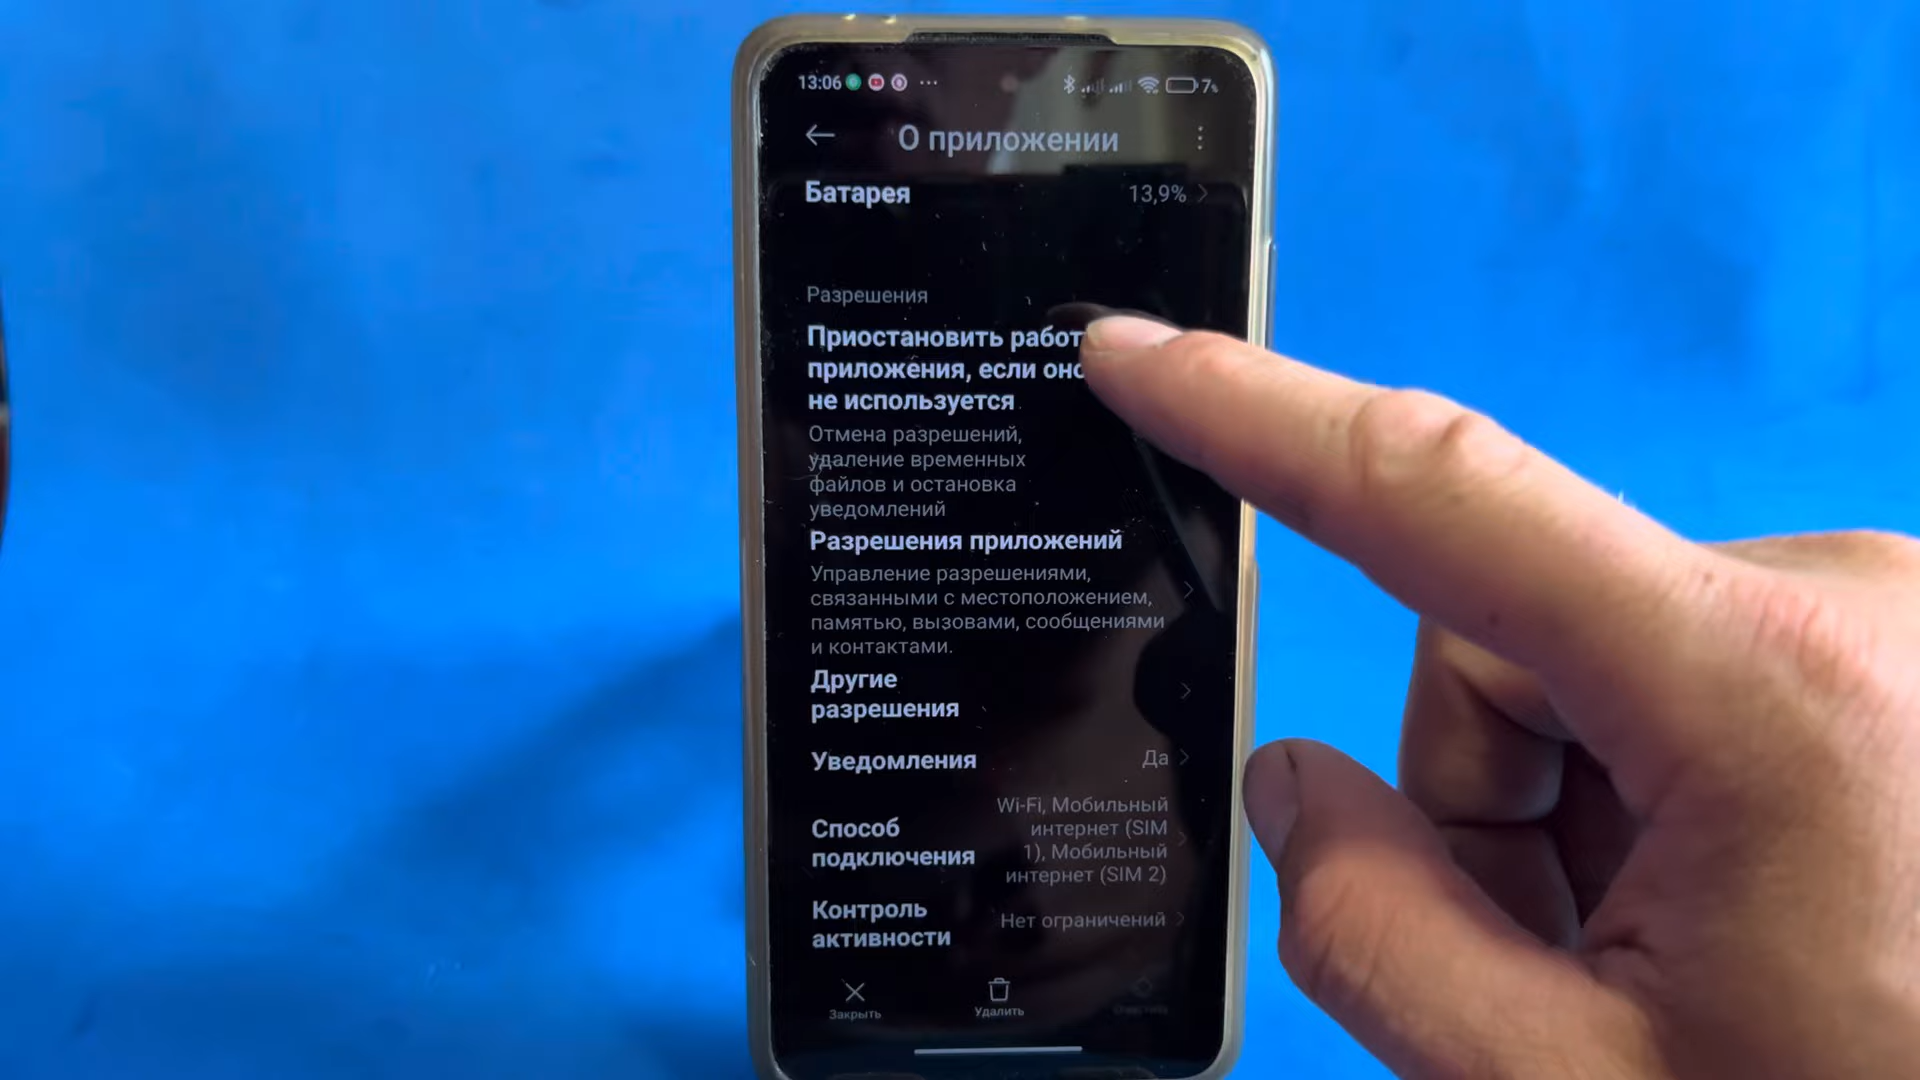 13:06
7
О приложении
Батарея
13,9%
Разрешения
Приостановить работ
приложения, если оно
не используется
Отмена разрешений,
удаление временных
файлов и остановка
уведомлений
Разрешения приложений
Управление разрешениями,
связанными с местоположением,
памятью, вызовами, сообщениями
и контактами.
Другие
разрешения
Уведомления
Да
Способ
подключения
Wi-Fi, Мобильный
интернет (SIM
1), Мобильный
интернет (SIM 2)
Контроль
активности
Нет ограничений
Закрыть
Удалить